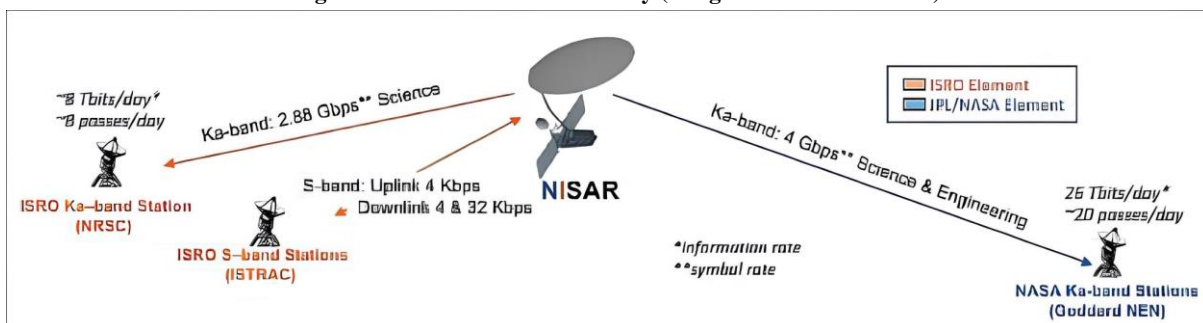 ~8 Tbits/day*
~8 passes/day
ISRO Ka-band Station
(NRSC)
Ka-band: 2.88 Gbps** Science
S-band: Uplink 4 Kbps
Downlink 4 & 32 Kbps
ISRO S-band Stations
(ISTRAC)
NISAR
ISRO Element
JPL/NASA Element
Ka-band: 4 Gbps** Science & Engineering
*Information rate
**symbol rate
26 Tbits/day*
~20 passes/day
NASA Ka-band Stations
(Goddard NEN)